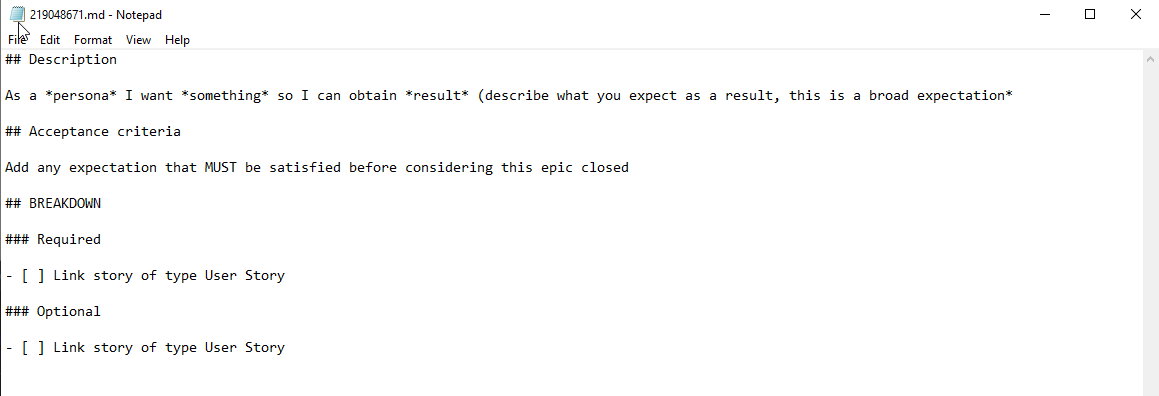 219048671.md - Notepad
File Edit Format View Help
## Description
As a *persona* I want *something* so I can obtain *result* (describe what you expect as a result, this is a broad expectation*
## Acceptance criteria
Add any expectation that MUST be satisfied before considering this epic closed
## BREAKDOWN
### Required
- [ ] Link story of type User Story
### Optional
- [ ] Link story of type User Story